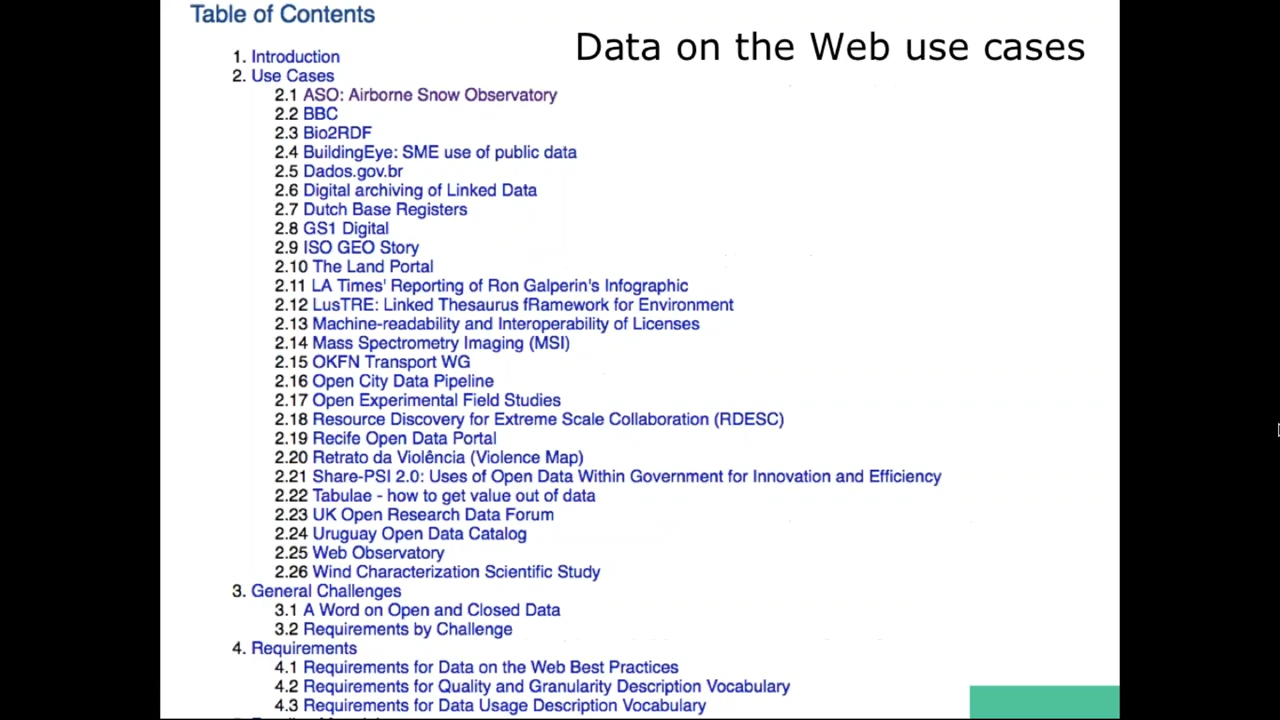 Table of Contents
Data on the Web use cases
1. Introduction
2. Use Cases
2.1 ASO: Airborne Snow Observatory
2.2 BBC
2.3 Bio2RDF
2.4 BuildingEye: SME use of public data
2.5 Dados.gov.br
2.6 Digital archiving of Linked Data
2.7 Dutch Base Registers
2.8 GS1 Digital
2.9 ISO GEO Story
2.10 The Land Portal
2.11 LA Times' Reporting of Ron Galperin's Infographic
2.12 LusTRE: Linked Thesaurus fRamework for Environment
2.13 Machine-readability and Interoperability of Licenses
2.14 Mass Spectrometry Imaging (MSI)
2.15 OKFN Transport WG
2.16 Open City Data Pipeline
2.17 Open Experimental Field Studies
2.18 Resource Discovery for Extreme Scale Collaboration (RDESC)
2.19 Recife Open Data Portal
2.20 Retrato da Violência (Violence Map)
2.21 Share-PSI 2.0: Uses of Open Data Within Government for Innovation and Efficiency
2.22 Tabulae - how to get value out of data
2.23 UK Open Research Data Forum
2.24 Uruguay Open Data Catalog
2.25 Web Observatory
2.26 Wind Characterization Scientific Study
3. General Challenges
3.1 A Word on Open and Closed Data
3.2 Requirements by Challenge
4. Requirements
4.1 Requirements for Data on the Web Best Practices
4.2 Requirements for Quality and Granularity Description Vocabulary
4.3 Requirements for Data Usage Description Vocabulary